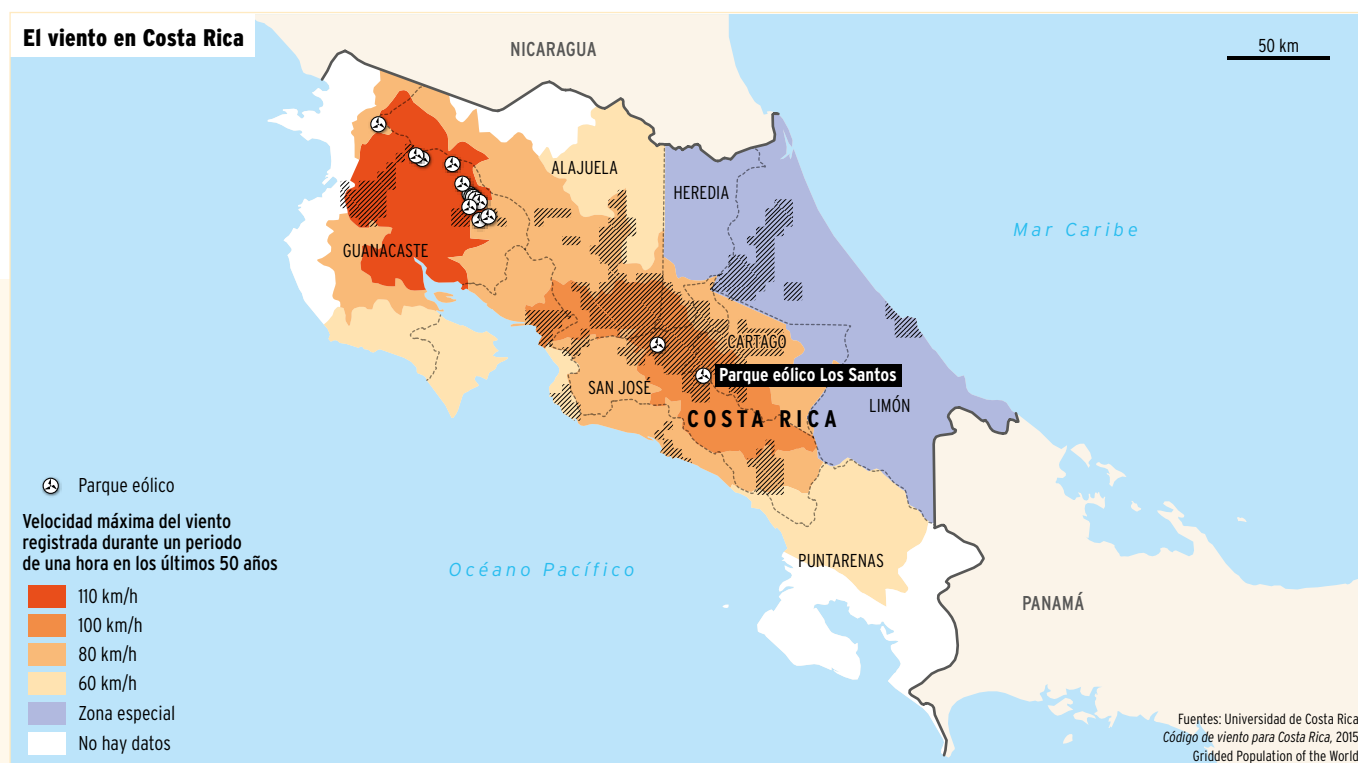 El viento en Costa Rica
NICARAGUA
50 km
ALAJUELA
HEREDIA
Mar Caribe
GUANACASTE
CARTAGO
Parque eólico Los Santos
SAN JOSÉ
LIMÓN
COSTA RICA
Parque eólico
Velocidad máxima del viento
registrada durante un periodo
de una hora en los últimos 50 años
110 km/h
100 km/h
80 km/h
60 km/h
Zona especial
No hay datos
Océano Pacífico
PUNTARENAS
PANAMÁ
Fuentes: Universidad de Costa Rica
Código de viento para Costa Rica, 2015
Gridded Population of the World